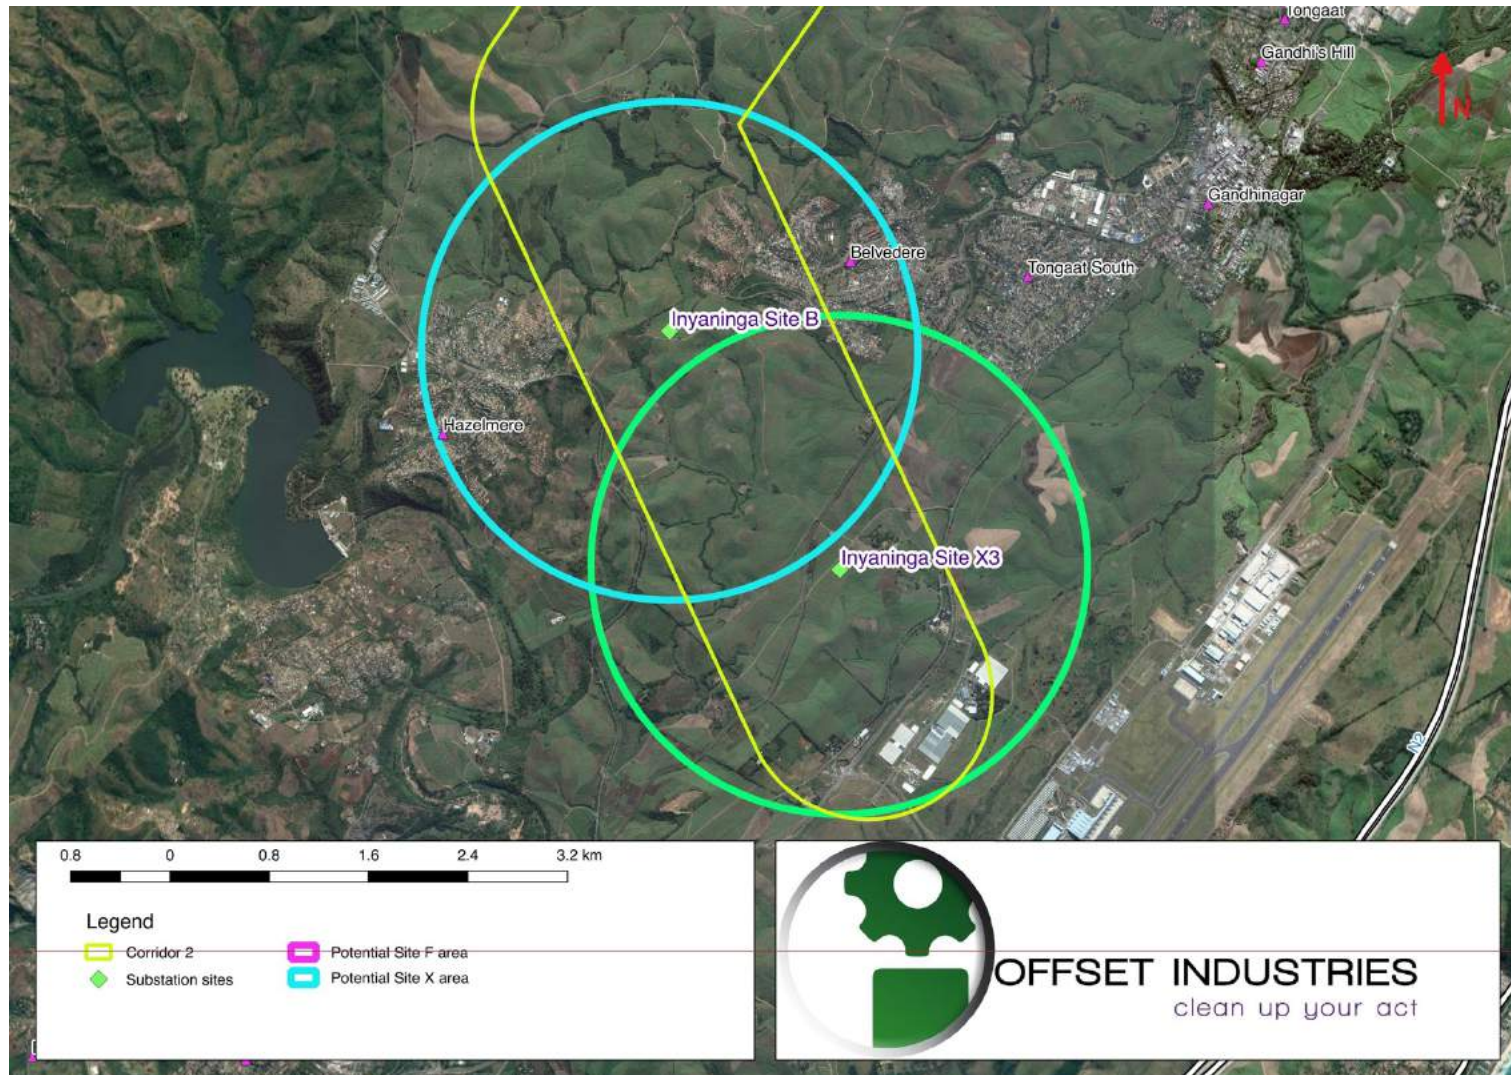 Tongaat
Gandhi's Hill
N
Gandhinagar
Belvedere
Tongaat South
Inyaninga Site B
Hazelmere
Inyaninga Site X3
N2
0.8 0 0.8 1.6 2.4 3.2 km
Legend
Corridor 2
Potential Site F area
Substation sites
Potential Site X area
OFFSET INDUSTRIES
clean up your act